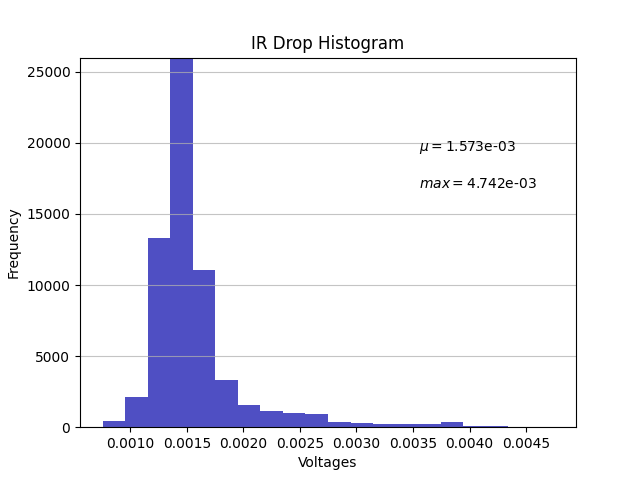 IR Drop Histogram
25000
20000
15000
10000
5000
0
Frequency
μ = 1.573e-03
max = 4.742e-03
0.0010 0.0015 0.0020 0.0025 0.0030 0.0035 0.0040 0.0045
Voltages